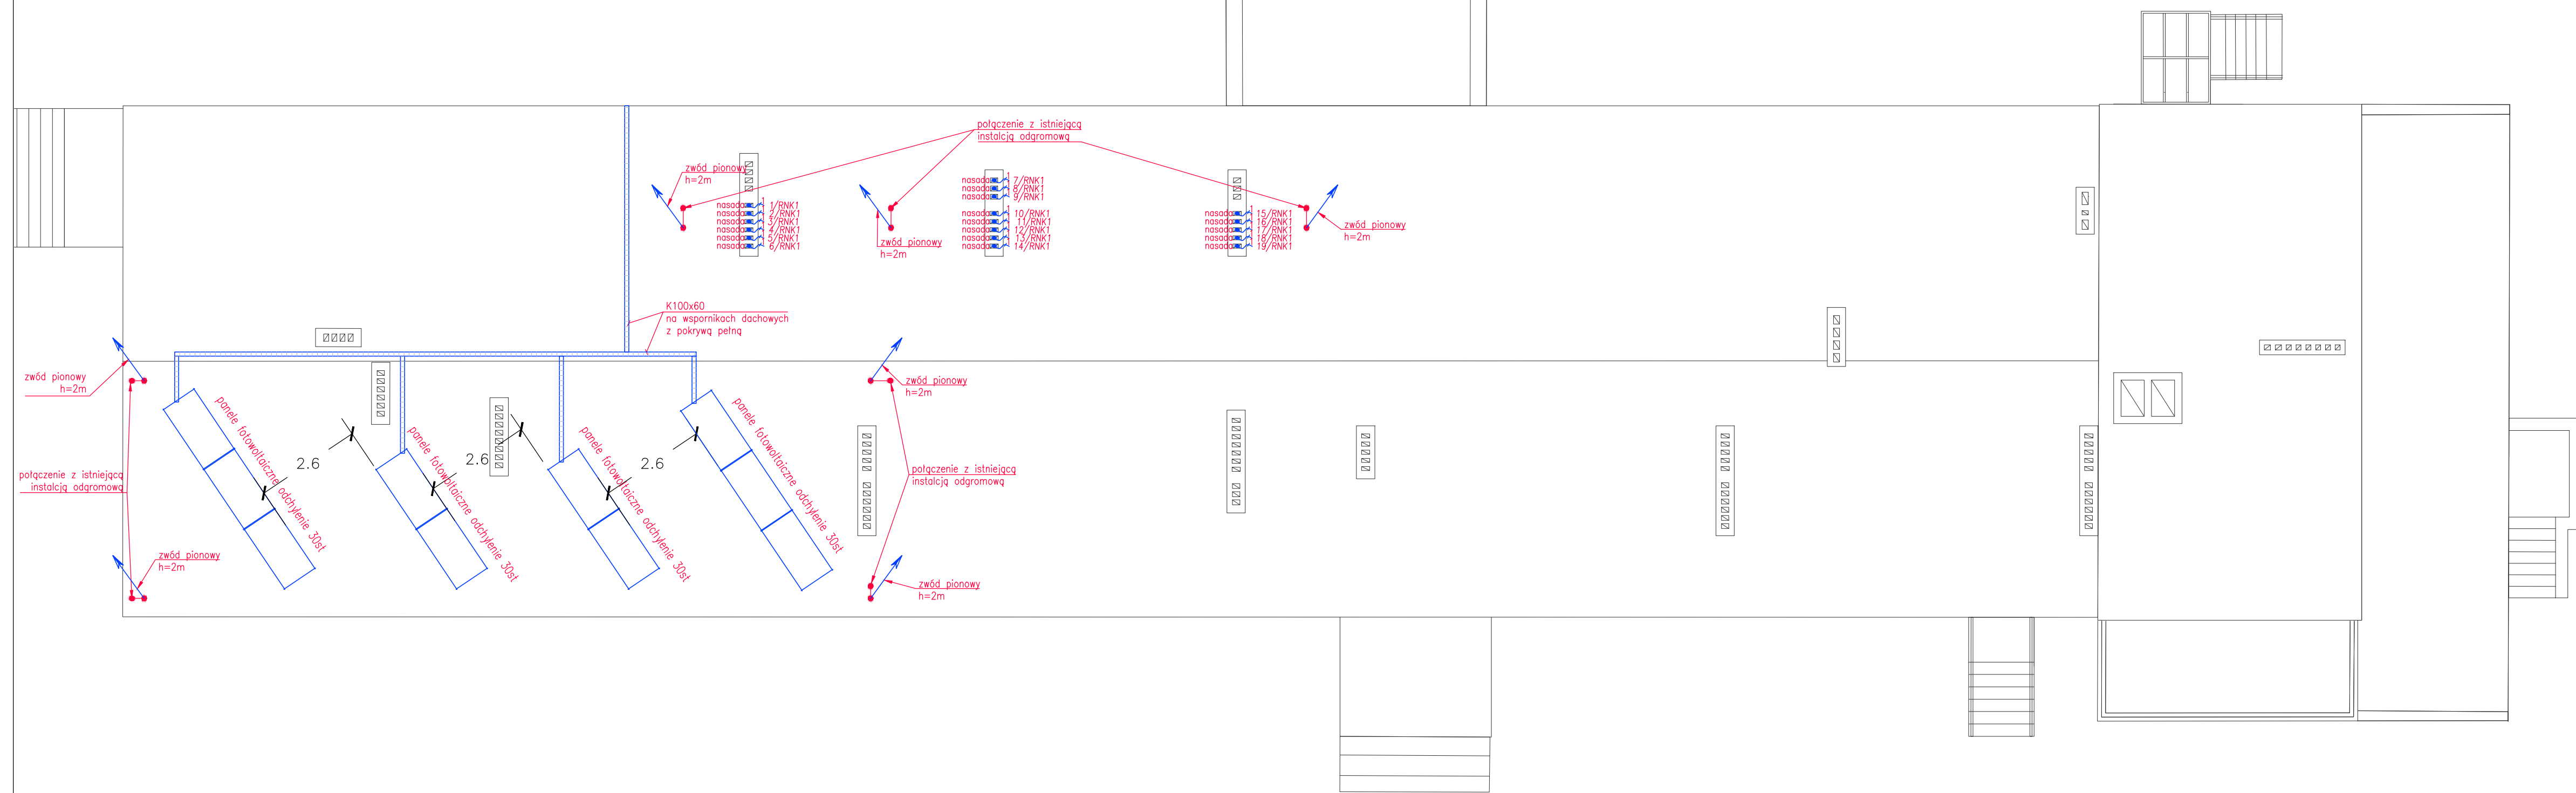 połączenie z istniejącą
instalcją odgromową
zwód pionowy
h=2m
nasada 1/RNK1
nasada 2/RNK1
nasada 3/RNK1
nasada 4/RNK1
nasada 5/RNK1
nasada 6/RNK1
zwód pionowy
h=2m
nasada 7/RNK1
nasada 8/RNK1
nasada 9/RNK1
nasada 10/RNK1
nasada 11/RNK1
nasada 12/RNK1
nasada 13/RNK1
nasada 14/RNK1
nasada 15/RNK1
nasada 16/RNK1
nasada 17/RNK1
nasada 18/RNK1
nasada 19/RNK1
zwód pionowy
h=2m
K100x60
na wspornikach dachowych
z pokrywą pełną
zwód pionowy
h=2m
zwód pionowy
h=2m
panele fotowoltaiczne odchylenie 30st
2.6
panele fotowoltaiczne odchylenie 30st
2.6
panele fotowoltaiczne odchylenie 30st
2.6
panele fotowoltaiczne odchylenie 30st
połączenie z istniejącą
instalcją odgromową
połączenie z istniejącą
instalcją odgromową
zwód pionowy
h=2m
zwód pionowy
h=2m